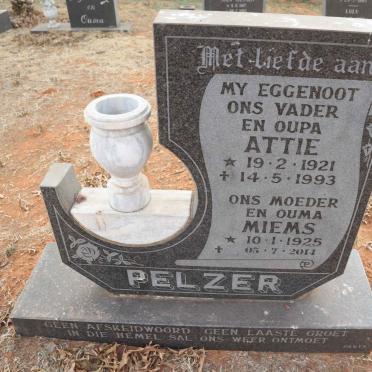 Ouma
Met liefde aan
MY EGGENOOT
ONS VADER
EN OUPA
ATTIE
★ 19·2·1921
✝ 14·5·1993
ONS MOEDER
EN OUMA
MIEMS
★ 10·1·1925
✝ 05·7·2014
PELZER
GEEN AFSKEIDWOORD GEEN LAASTE GROET
IN DIE HEMEL SAL ONS WEER ONTMOET